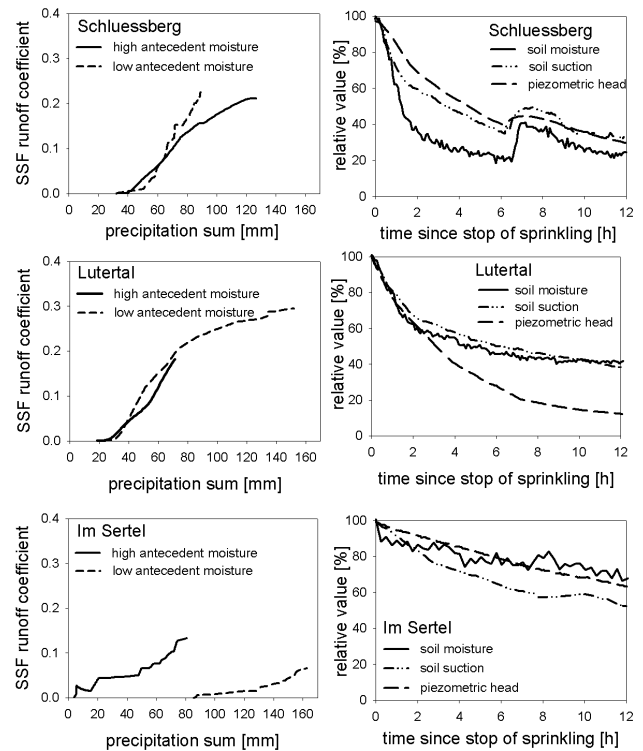 Schluessberg
high antecedent moisture
low antecedent moisture
SSF runoff coefficient
0.4
0.3
0.2
0.1
0.0
0 20 40 60 80 100 120 140 160
precipitation sum [mm]
Schluessberg
soil moisture
soil suction
piezometric head
relative value [%]
100
80
60
40
20
0
0 2 4 6 8 10 12
time since stop of sprinkling [h]
Lutertal
high antecedent moisture
low antecedent moisture
SSF runoff coefficient
0.4
0.3
0.2
0.1
0.0
0 20 40 60 80 100 120 140 160
precipitation sum [mm]
Lutertal
soil moisture
soil suction
piezometric head
relative value [%]
100
80
60
40
20
0
0 2 4 6 8 10 12
time since stop of sprinkling [h]
Im Sertel
high antecedent moisture
low antecedent moisture
SSF runoff coefficient
0.4
0.3
0.2
0.1
0.0
0 20 40 60 80 100 120 140 160
precipitation sum [mm]
Im Sertel
soil moisture
soil suction
piezometric head
relative value [%]
100
80
60
40
20
0
0 2 4 6 8 10 12
time since stop of sprinkling [h]